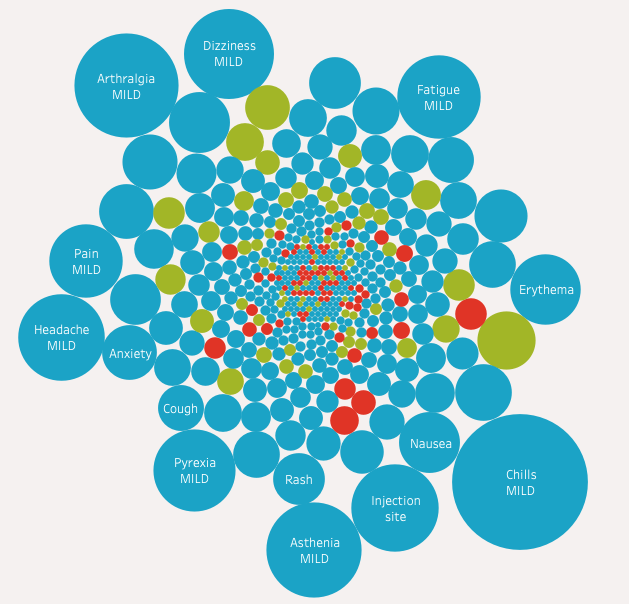 Dizziness
MILD
Arthralgia
MILD
Fatigue
MILD
Pain
MILD
Erythema
Headache
MILD
Anxiety
Cough
Nausea
Pyrexia
MILD
Rash
Chills
MILD
Injection
site
Asthenia
MILD